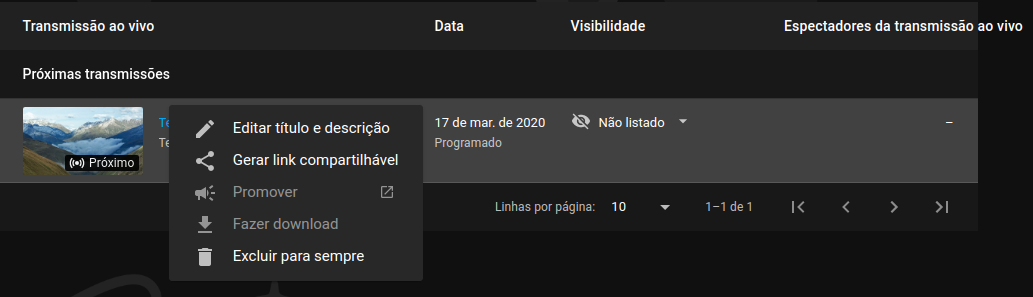 Transmissão ao vivo Data Visibilidade Espectadores da transmissão ao vivo
Próximas transmissões
Próximo
Te
Te
Editar título e descrição
Gerar link compartilhável
Promover
Fazer download
Excluir para sempre
17 de mar. de 2020
Programado
Não listado
–
Linhas por página: 10 1–1 de 1